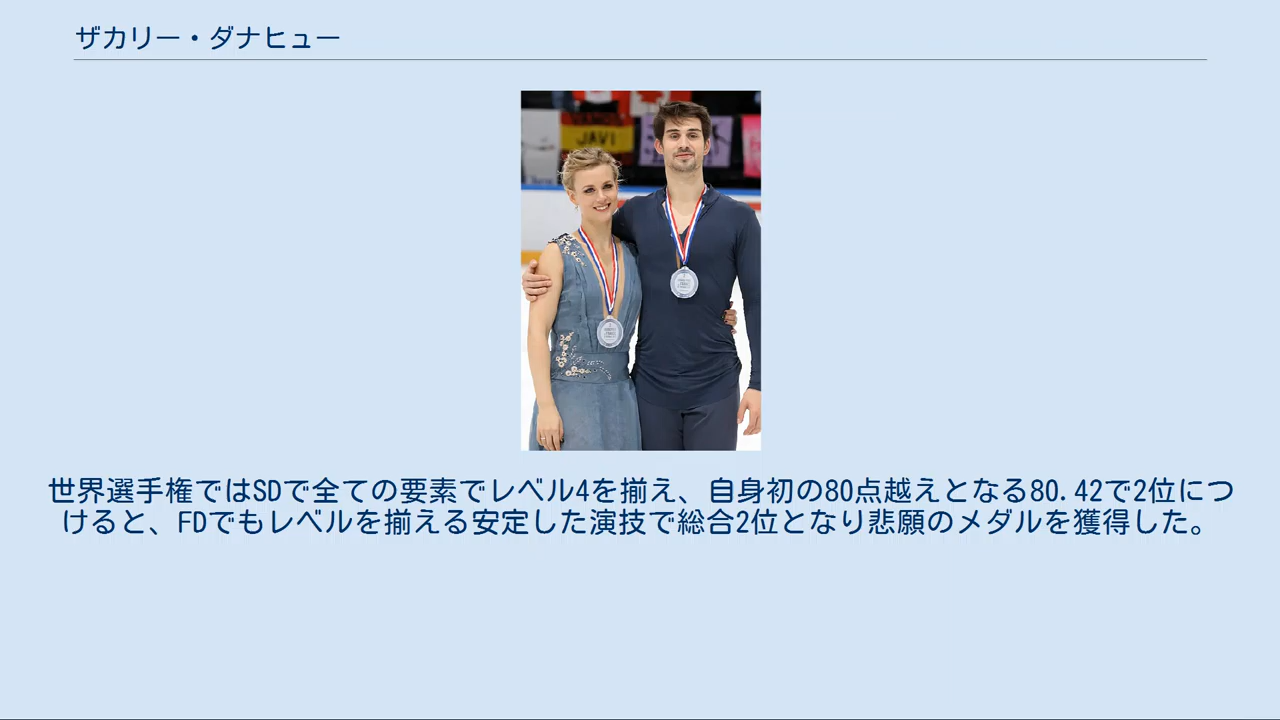 ザカリー・ダナヒュー
JAVI
世界選手権ではSDで全ての要素でレベル4を揃え、自身初の80点越えとなる80.42で2位につ
けると、FDでもレベルを揃える安定した演技で総合2位となり悲願のメダルを獲得した。